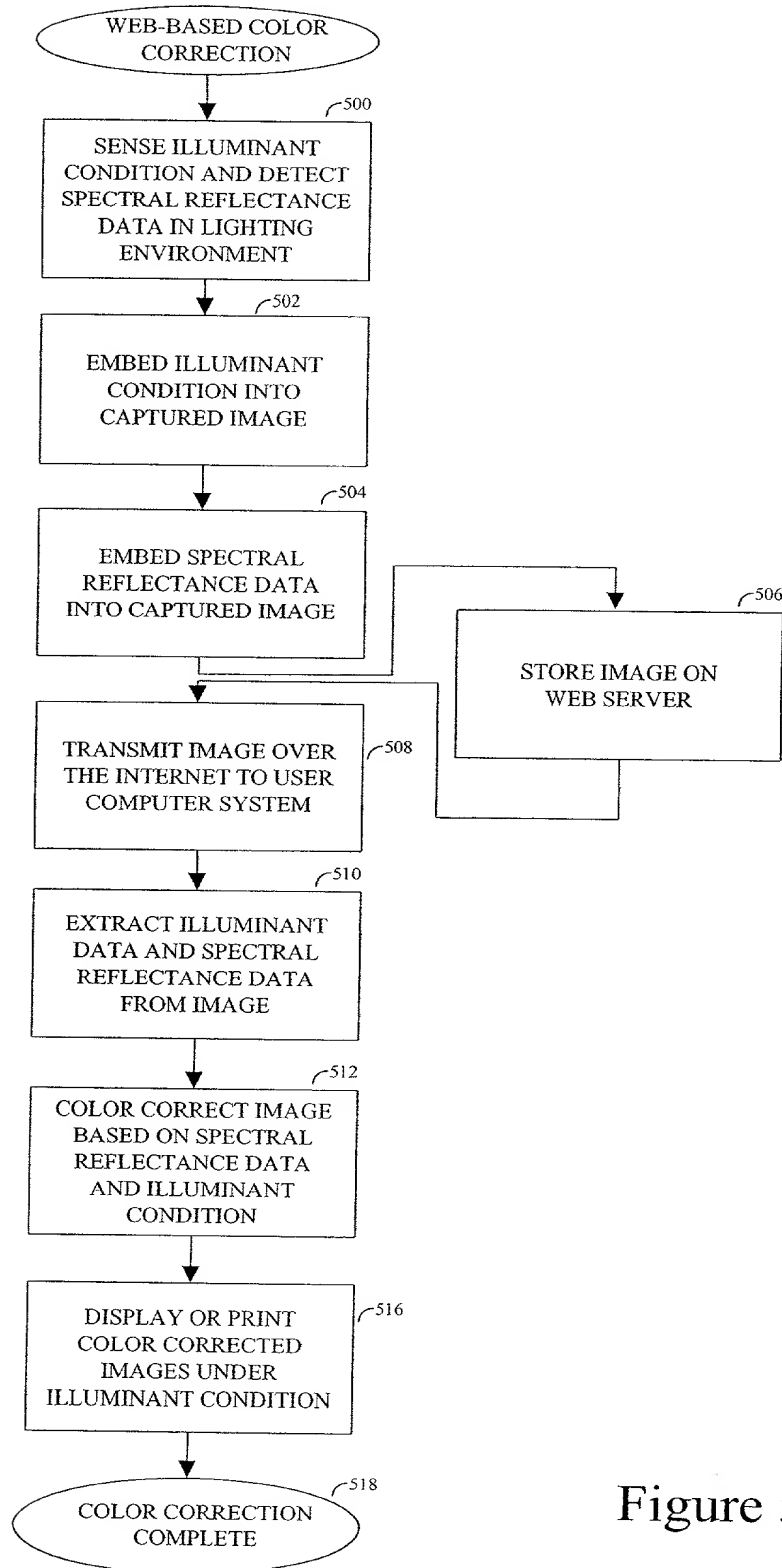 WEB-BASED COLOR
CORRECTION
500
SENSE ILLUMINANT
CONDITION AND DETECT
SPECTRAL REFLECTANCE
DATA IN LIGHTING
ENVIRONMENT
502
EMBED ILLUMINANT
CONDITION INTO
CAPTURED IMAGE
504
EMBED SPECTRAL
REFLECTANCE DATA
INTO CAPTURED IMAGE
506
STORE IMAGE ON
WEB SERVER
TRANSMIT IMAGE OVER
THE INTERNET TO USER
COMPUTER SYSTEM
508
510
EXTRACT ILLUMINANT
DATA AND SPECTRAL
REFLECTANCE DATA
FROM IMAGE
512
COLOR CORRECT IMAGE
BASED ON SPECTRAL
REFLECTANCE DATA
AND ILLUMINANT
CONDITION
516
DISPLAY OR PRINT
COLOR CORRECTED
IMAGES UNDER
ILLUMINANT CONDITION
518
COLOR CORRECTION
COMPLETE
Figure